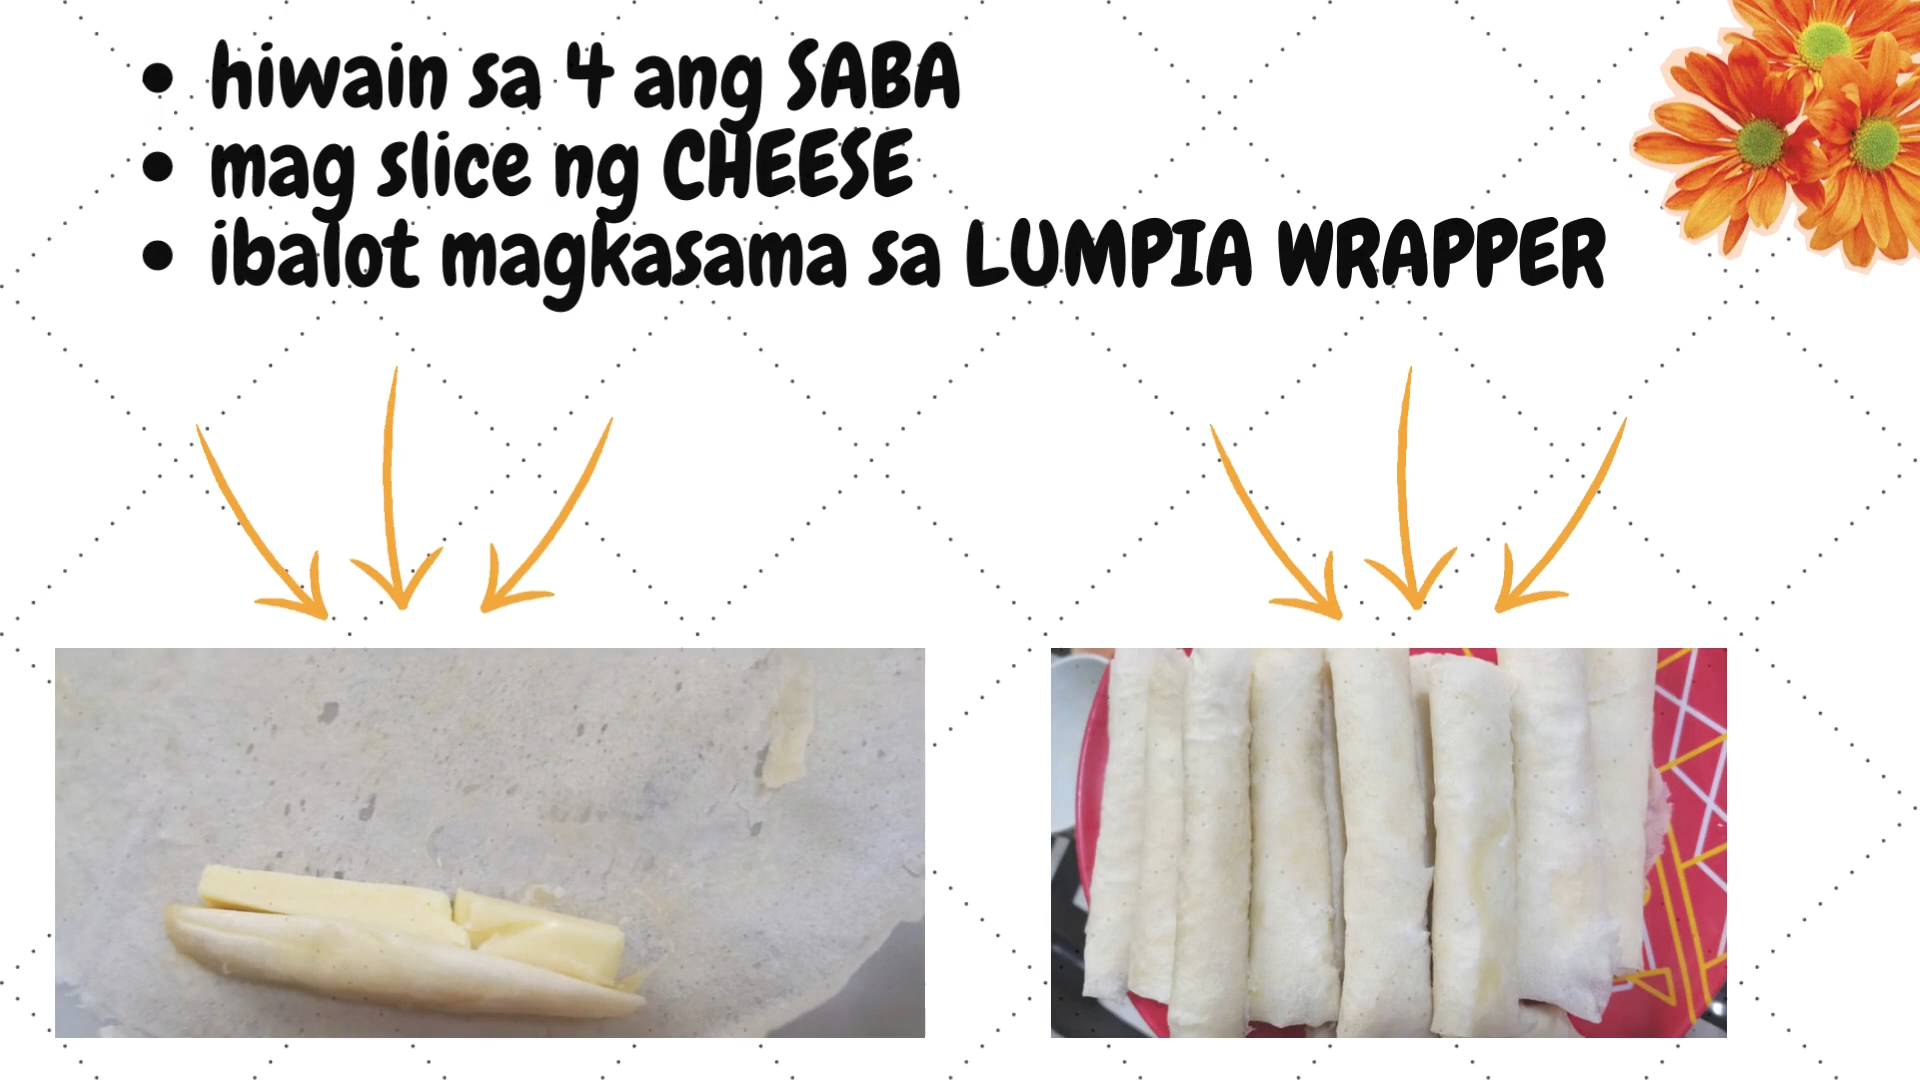 • hiwain sa 4 ang SABA
• mag slice ng CHEESE
• ibalot magkasama sa LUMPIA WRAPPER